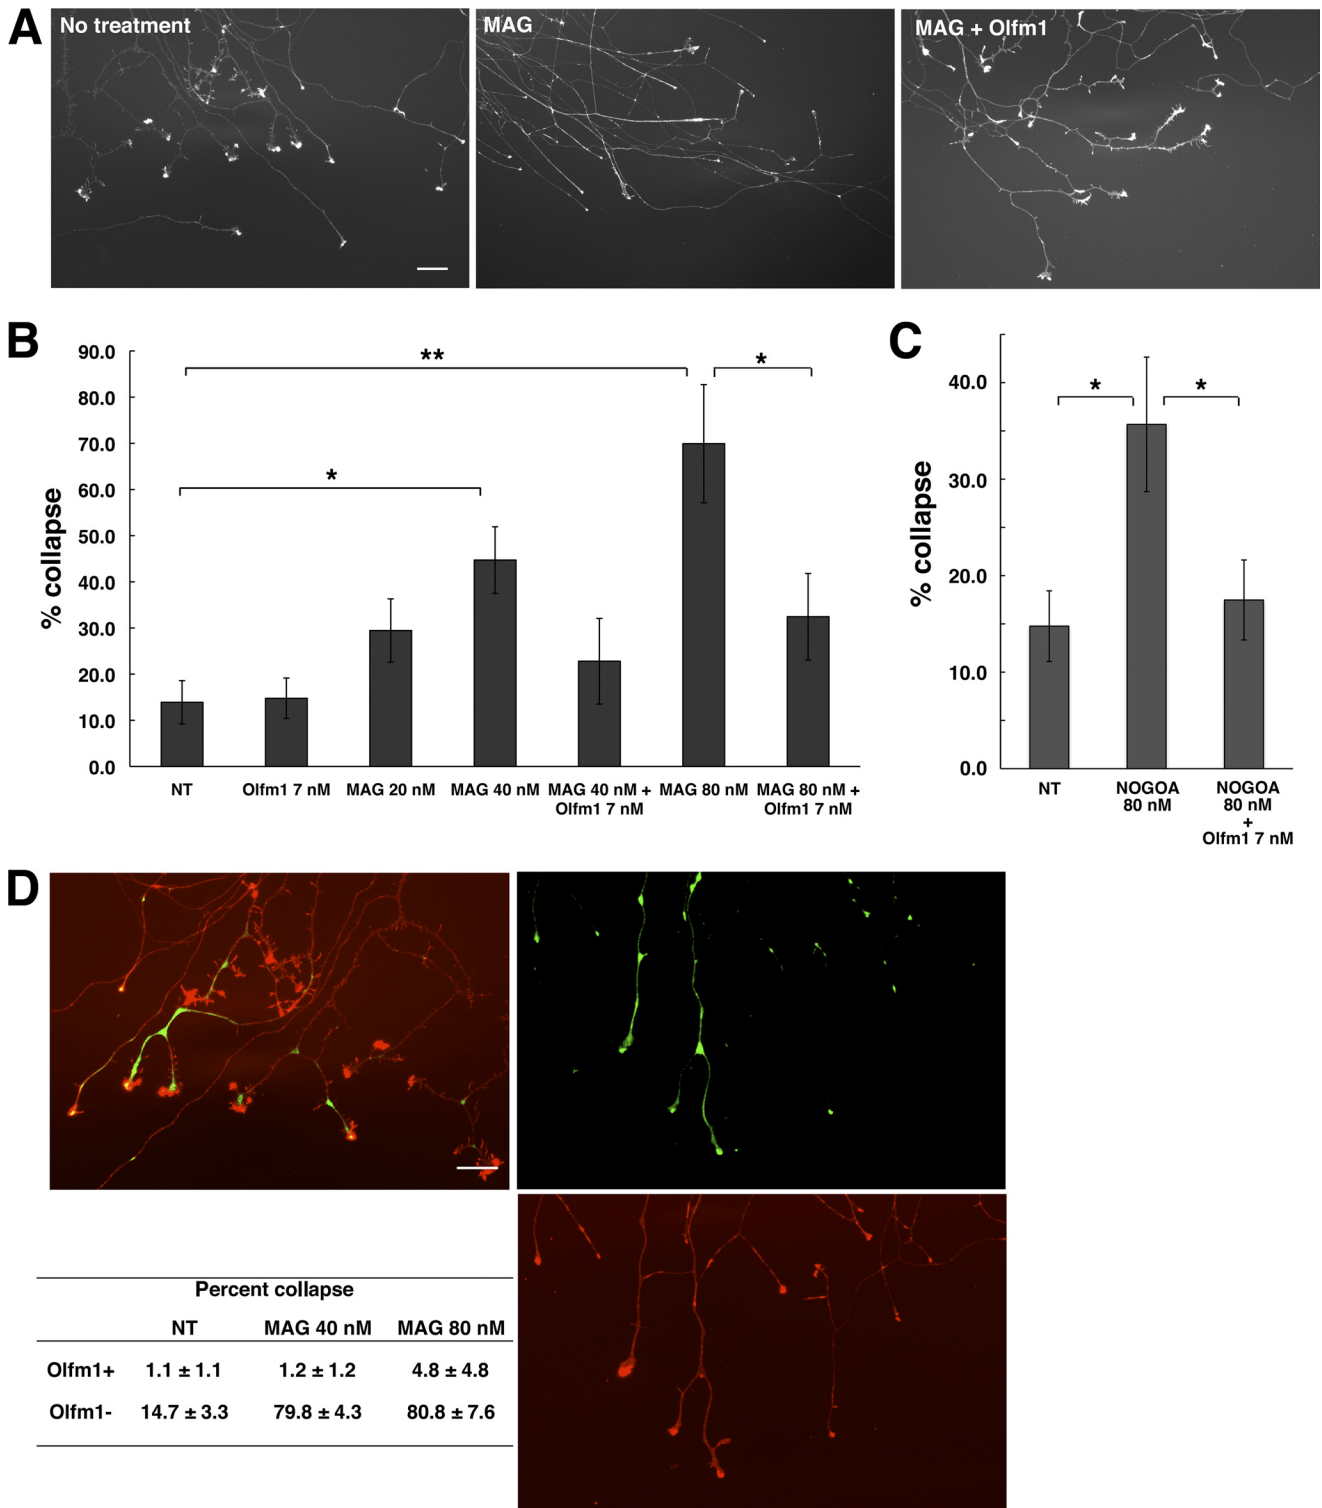 A
No treatment
MAG
MAG + Olfm1
B
**
*
*
% collapse
90.0
80.0
70.0
60.0
50.0
40.0
30.0
20.0
10.0
0.0
NT
Olfm1 7 nM
MAG 20 nM
MAG 40 nM
MAG 40 nM +
Olfm1 7 nM
MAG 80 nM
MAG 80 nM +
Olfm1 7 nM
C
*
*
% collapse
40.0
30.0
20.0
10.0
0.0
NT
NOGOA
80 nM
NOGOA
80 nM
+
Olfm1 7 nM
D
Percent collapse
NT MAG 40 nM MAG 80 nM
Olfm1+ 1.1 ± 1.1 1.2 ± 1.2 4.8 ± 4.8
Olfm1- 14.7 ± 3.3 79.8 ± 4.3 80.8 ± 7.6